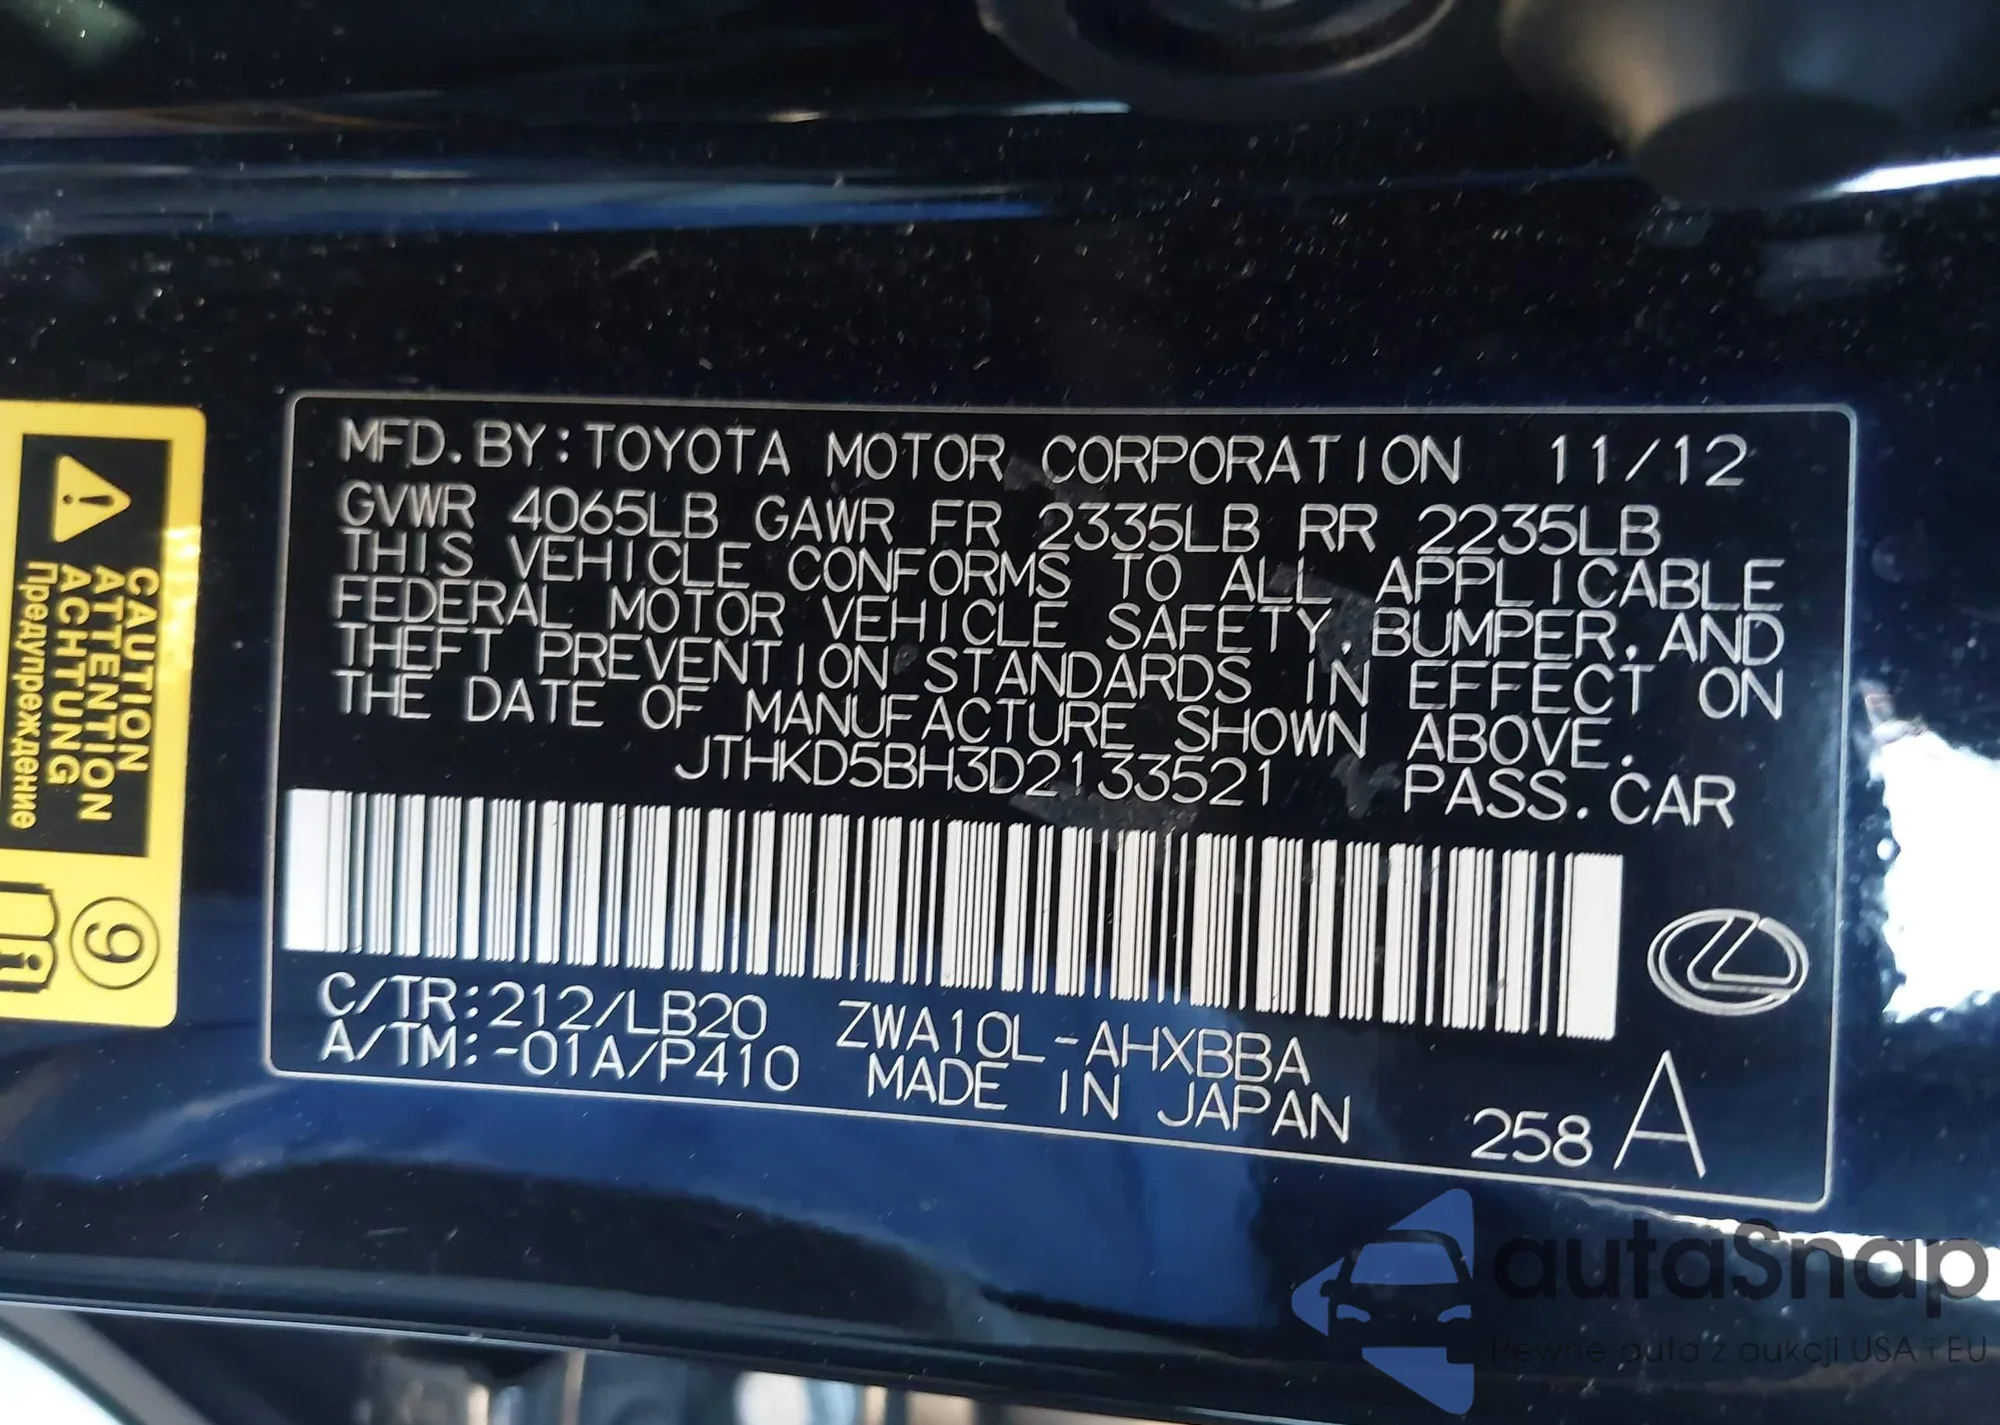 MFD. BY: TOYOTA MOTOR CORPORATION 11/12
GVWR 4065LB GAWR FR 2335LB RR 2235LB
THIS VEHICLE CONFORMS TO ALL APPLICABLE
FEDERAL MOTOR VEHICLE SAFETY, BUMPER, AND
THEFT PREVENTION STANDARDS IN EFFECT ON
THE DATE OF MANUFACTURE SHOWN ABOVE.
JTHKD5BH3D2133521 PASS. CAR
C/TR: 212/LB20 ZWA10L-AHXBBA
A/TM: -01A/P410 MADE IN JAPAN 258 A
CAUTION
ATTENTION
ACHTUNG
Предупреждение
9
autaSnap
Pewne auta z aukcji USA i EU